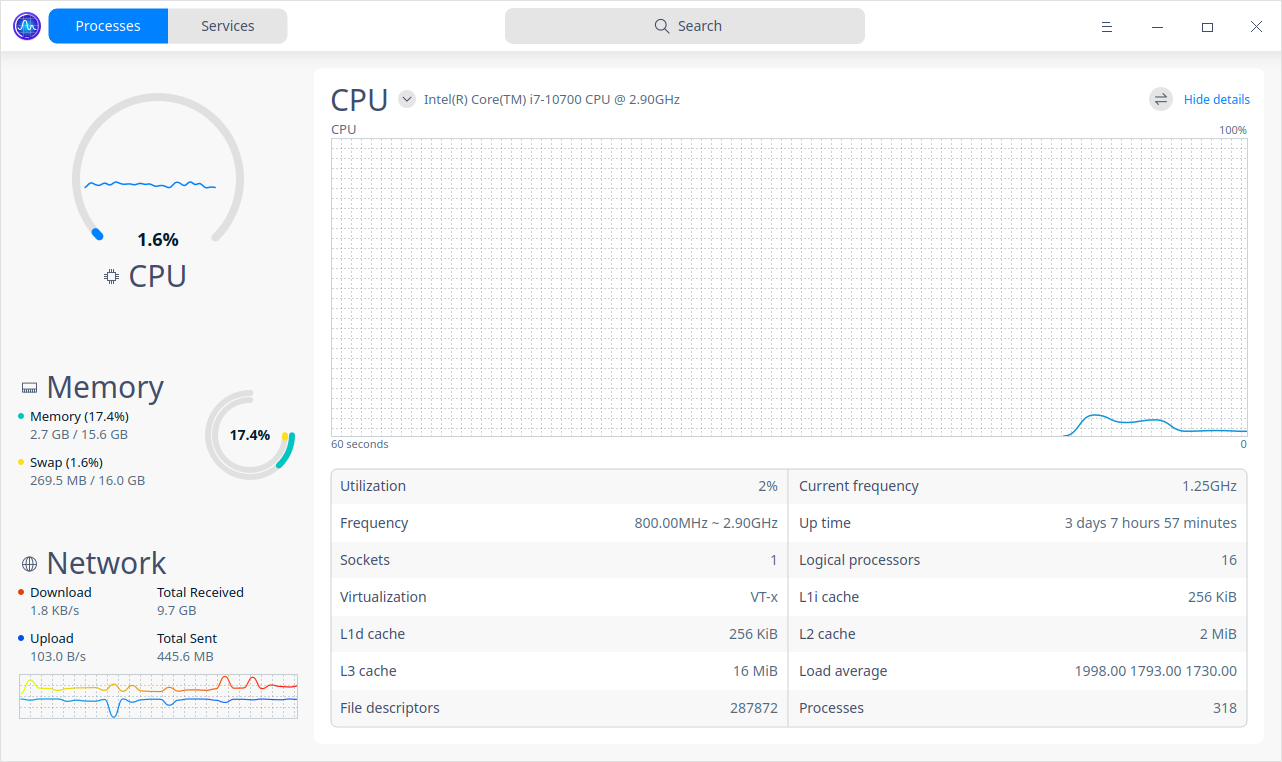 Processes
Services
Search
1.6%
CPU
Memory
Memory (17.4%)
2.7 GB / 15.6 GB
Swap (1.6%)
269.5 MB / 16.0 GB
17.4%
Network
Download
Total Received
1.8 KB/s
9.7 GB
Upload
Total Sent
103.0 B/s
445.6 MB
CPU
Intel(R) Core(TM) i7-10700 CPU @ 2.90GHz
Hide details
CPU
100%
60 seconds
0
Utilization 2%
Current frequency 1.25GHz
Frequency 800.00MHz ~ 2.90GHz
Up time 3 days 7 hours 57 minutes
Sockets 1
Logical processors 16
Virtualization VT-x
L1i cache 256 KiB
L1d cache 256 KiB
L2 cache 2 MiB
L3 cache 16 MiB
Load average 1998.00 1793.00 1730.00
File descriptors 287872
Processes 318